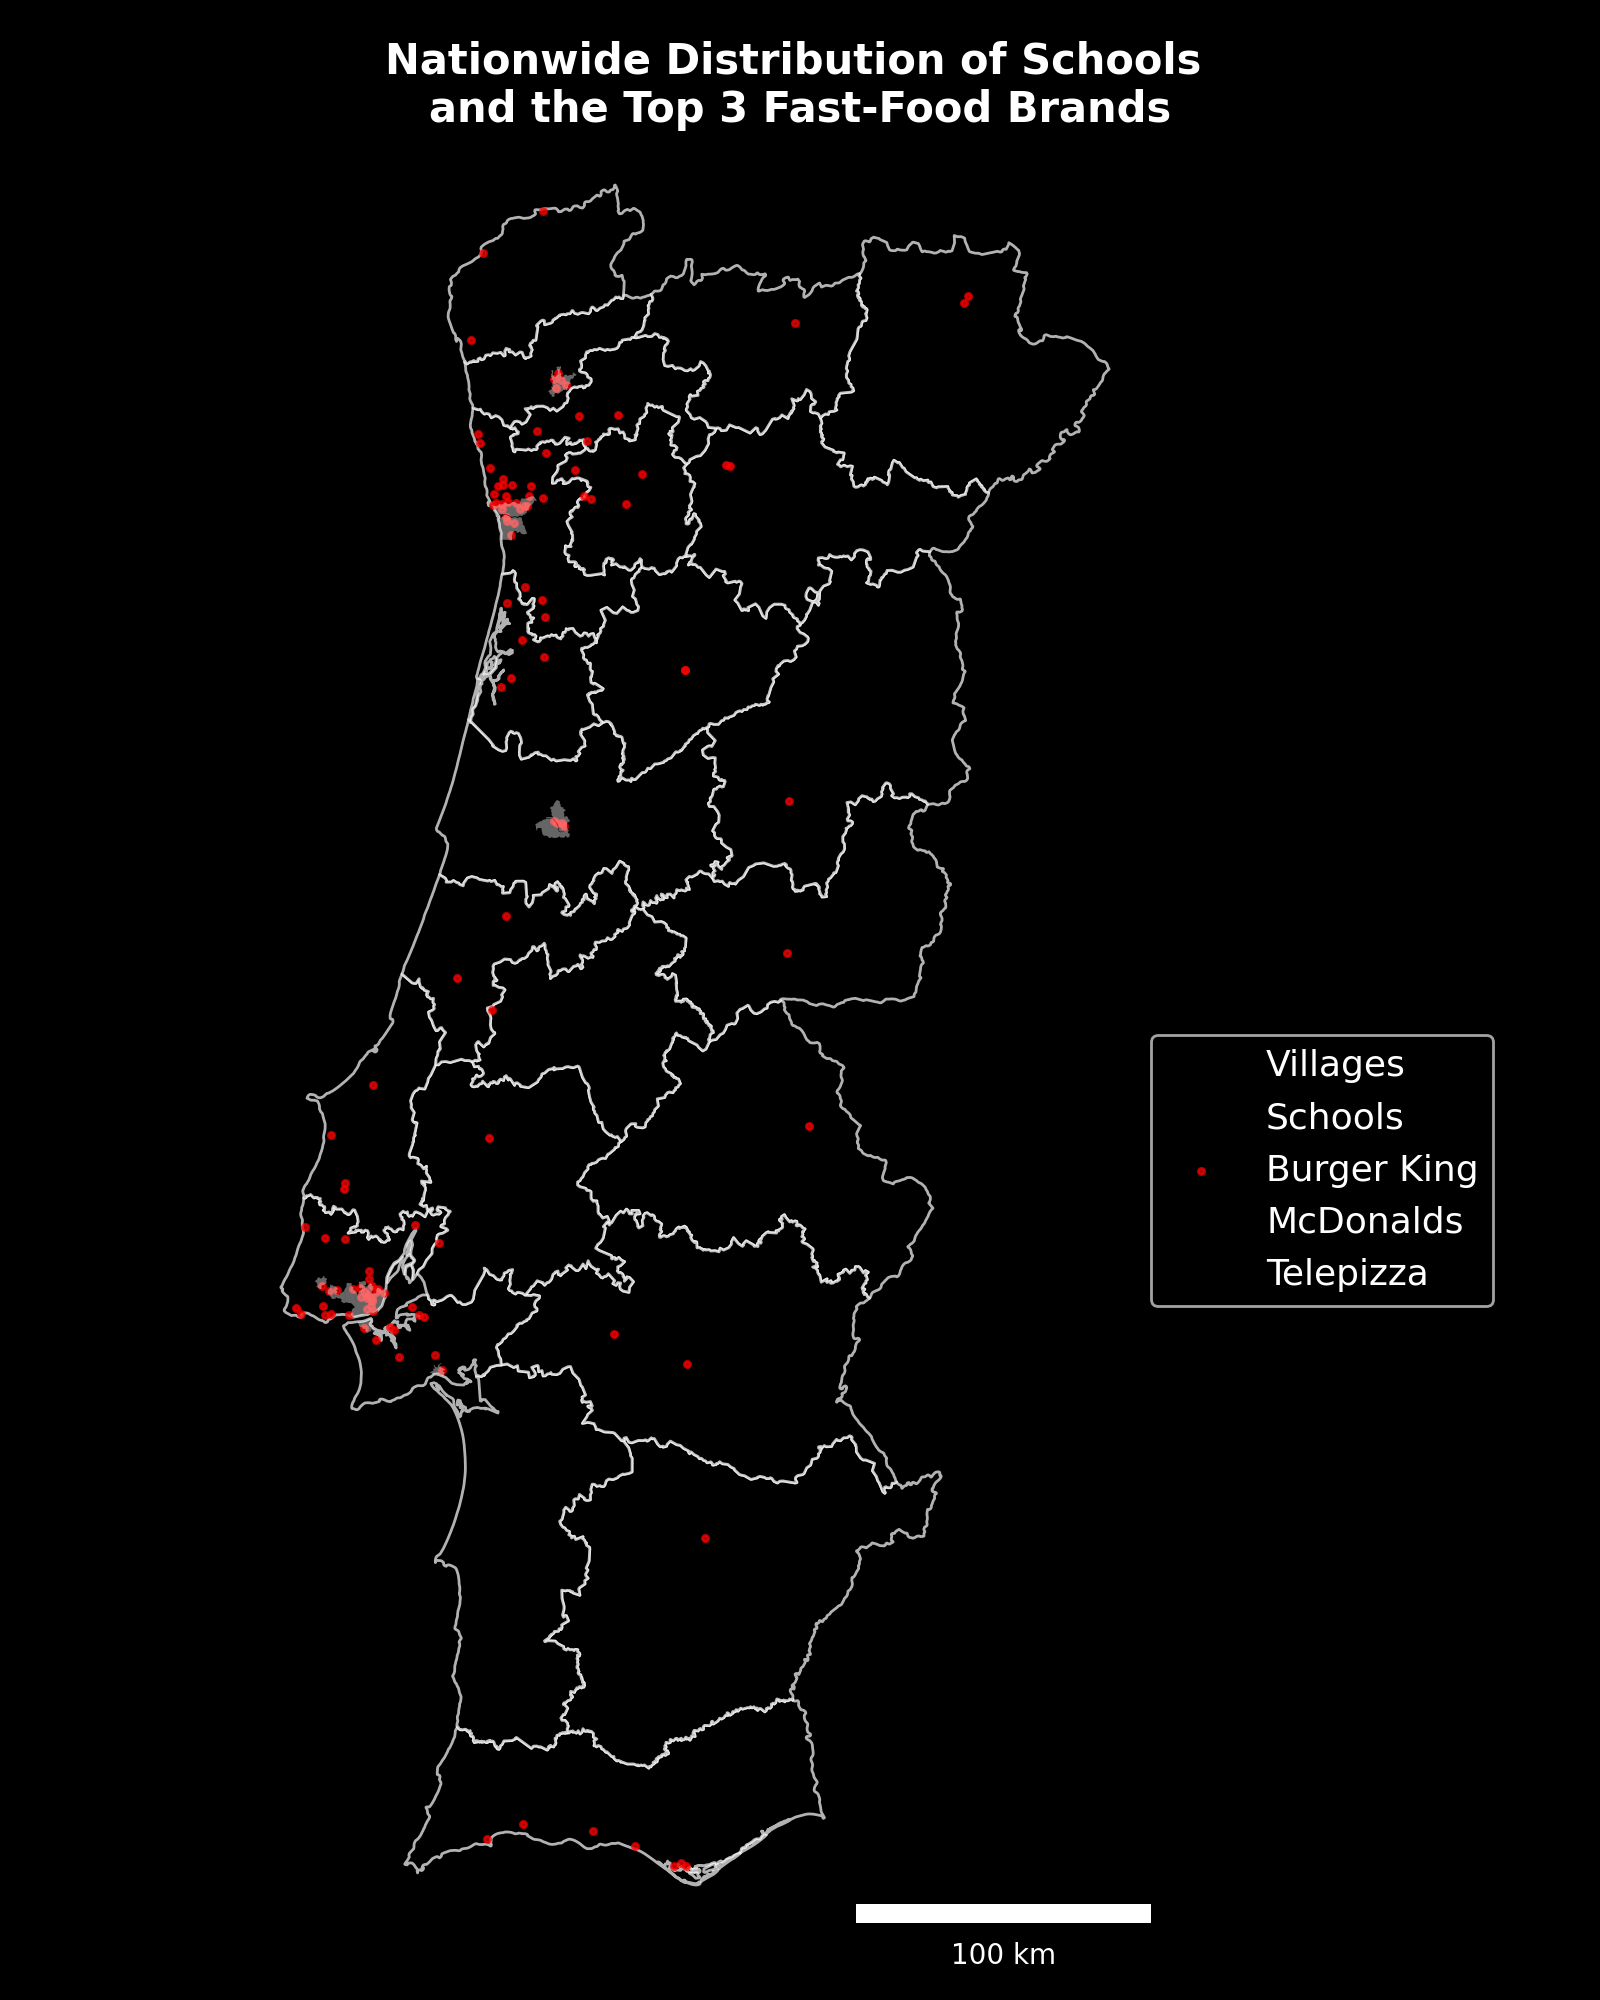 Nationwide Distribution of Schools
and the Top 3 Fast-Food Brands
Villages
Schools
Burger King
McDonalds
Telepizza
100 km